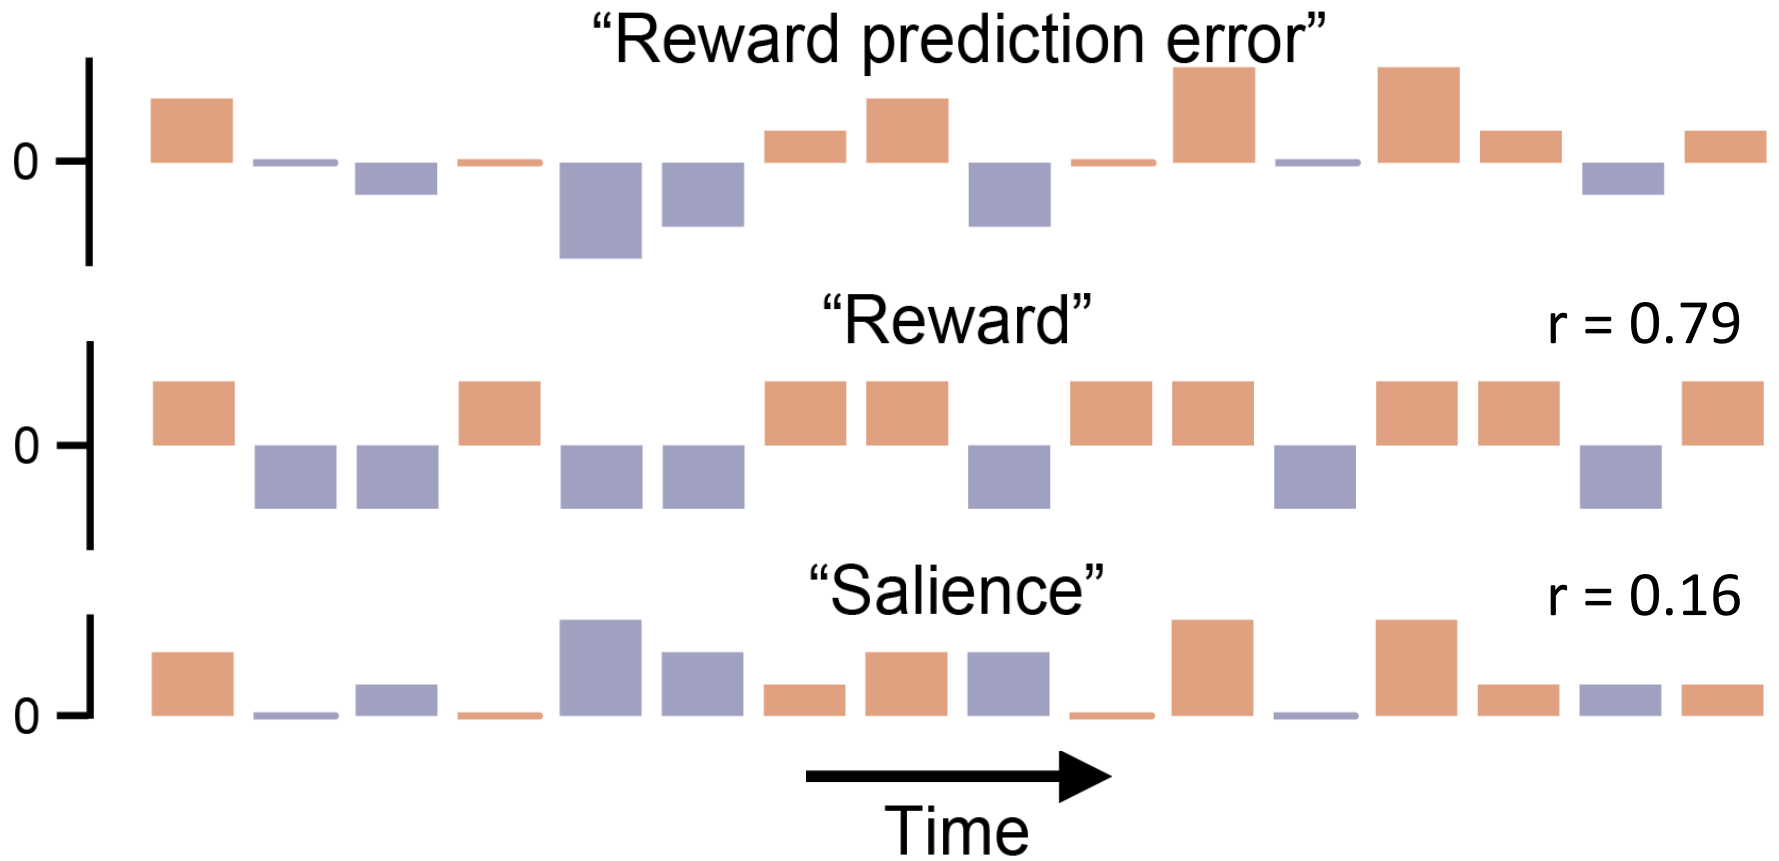 “Reward prediction error”
0
“Reward”
r = 0.79
0
“Salience”
r = 0.16
0
Time